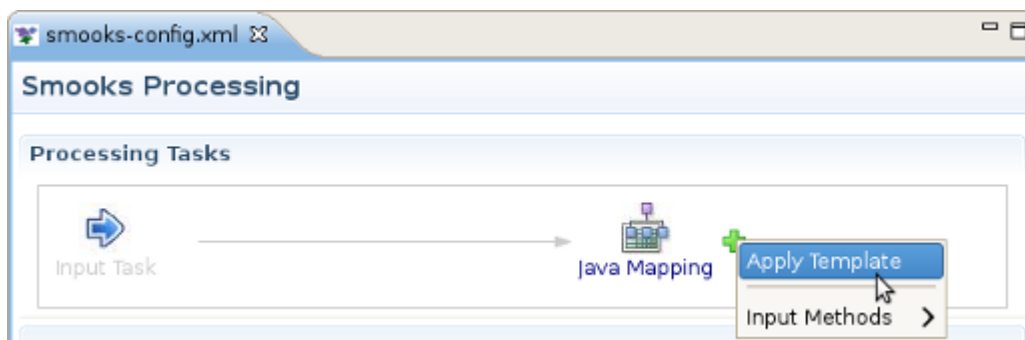 smooks-config.xml
Smooks Processing
Processing Tasks
Input Task
Java Mapping
Apply Template
Input Methods